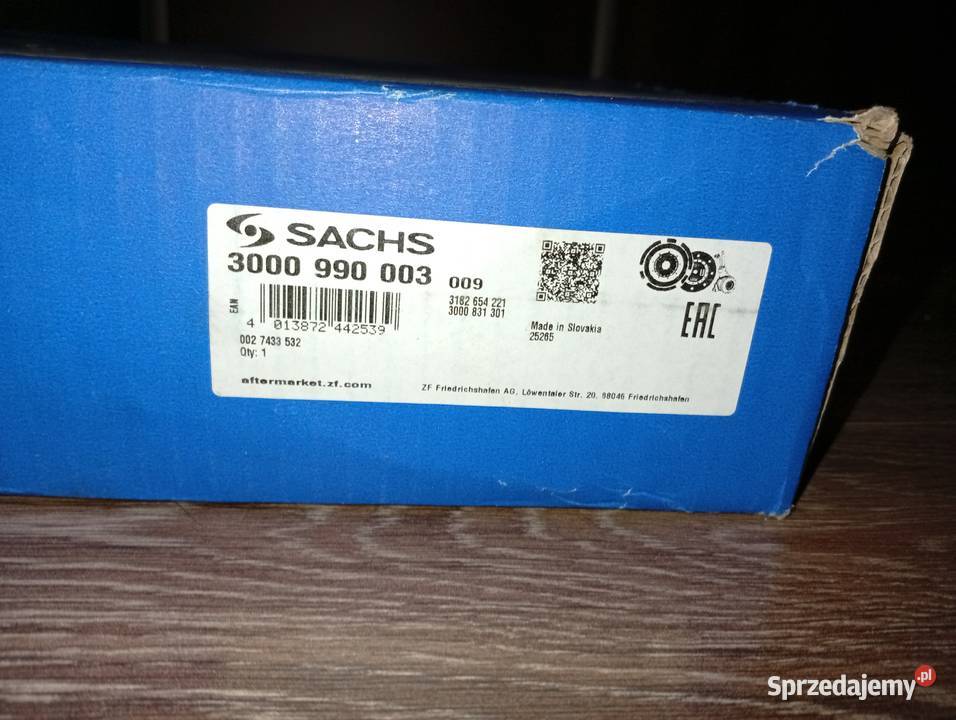 SACHS
3000 990 003 009
3182 654 221
3000 831 301
EAN
4 013872 442539
002 7433 532
Qty: 1
Made in Slovakia
25265
EAC
aftermarket.zf.com
ZF Friedrichshafen AG, Löwentaler Str. 20, 88046 Friedrichshafen
Sprzedajemy.pl